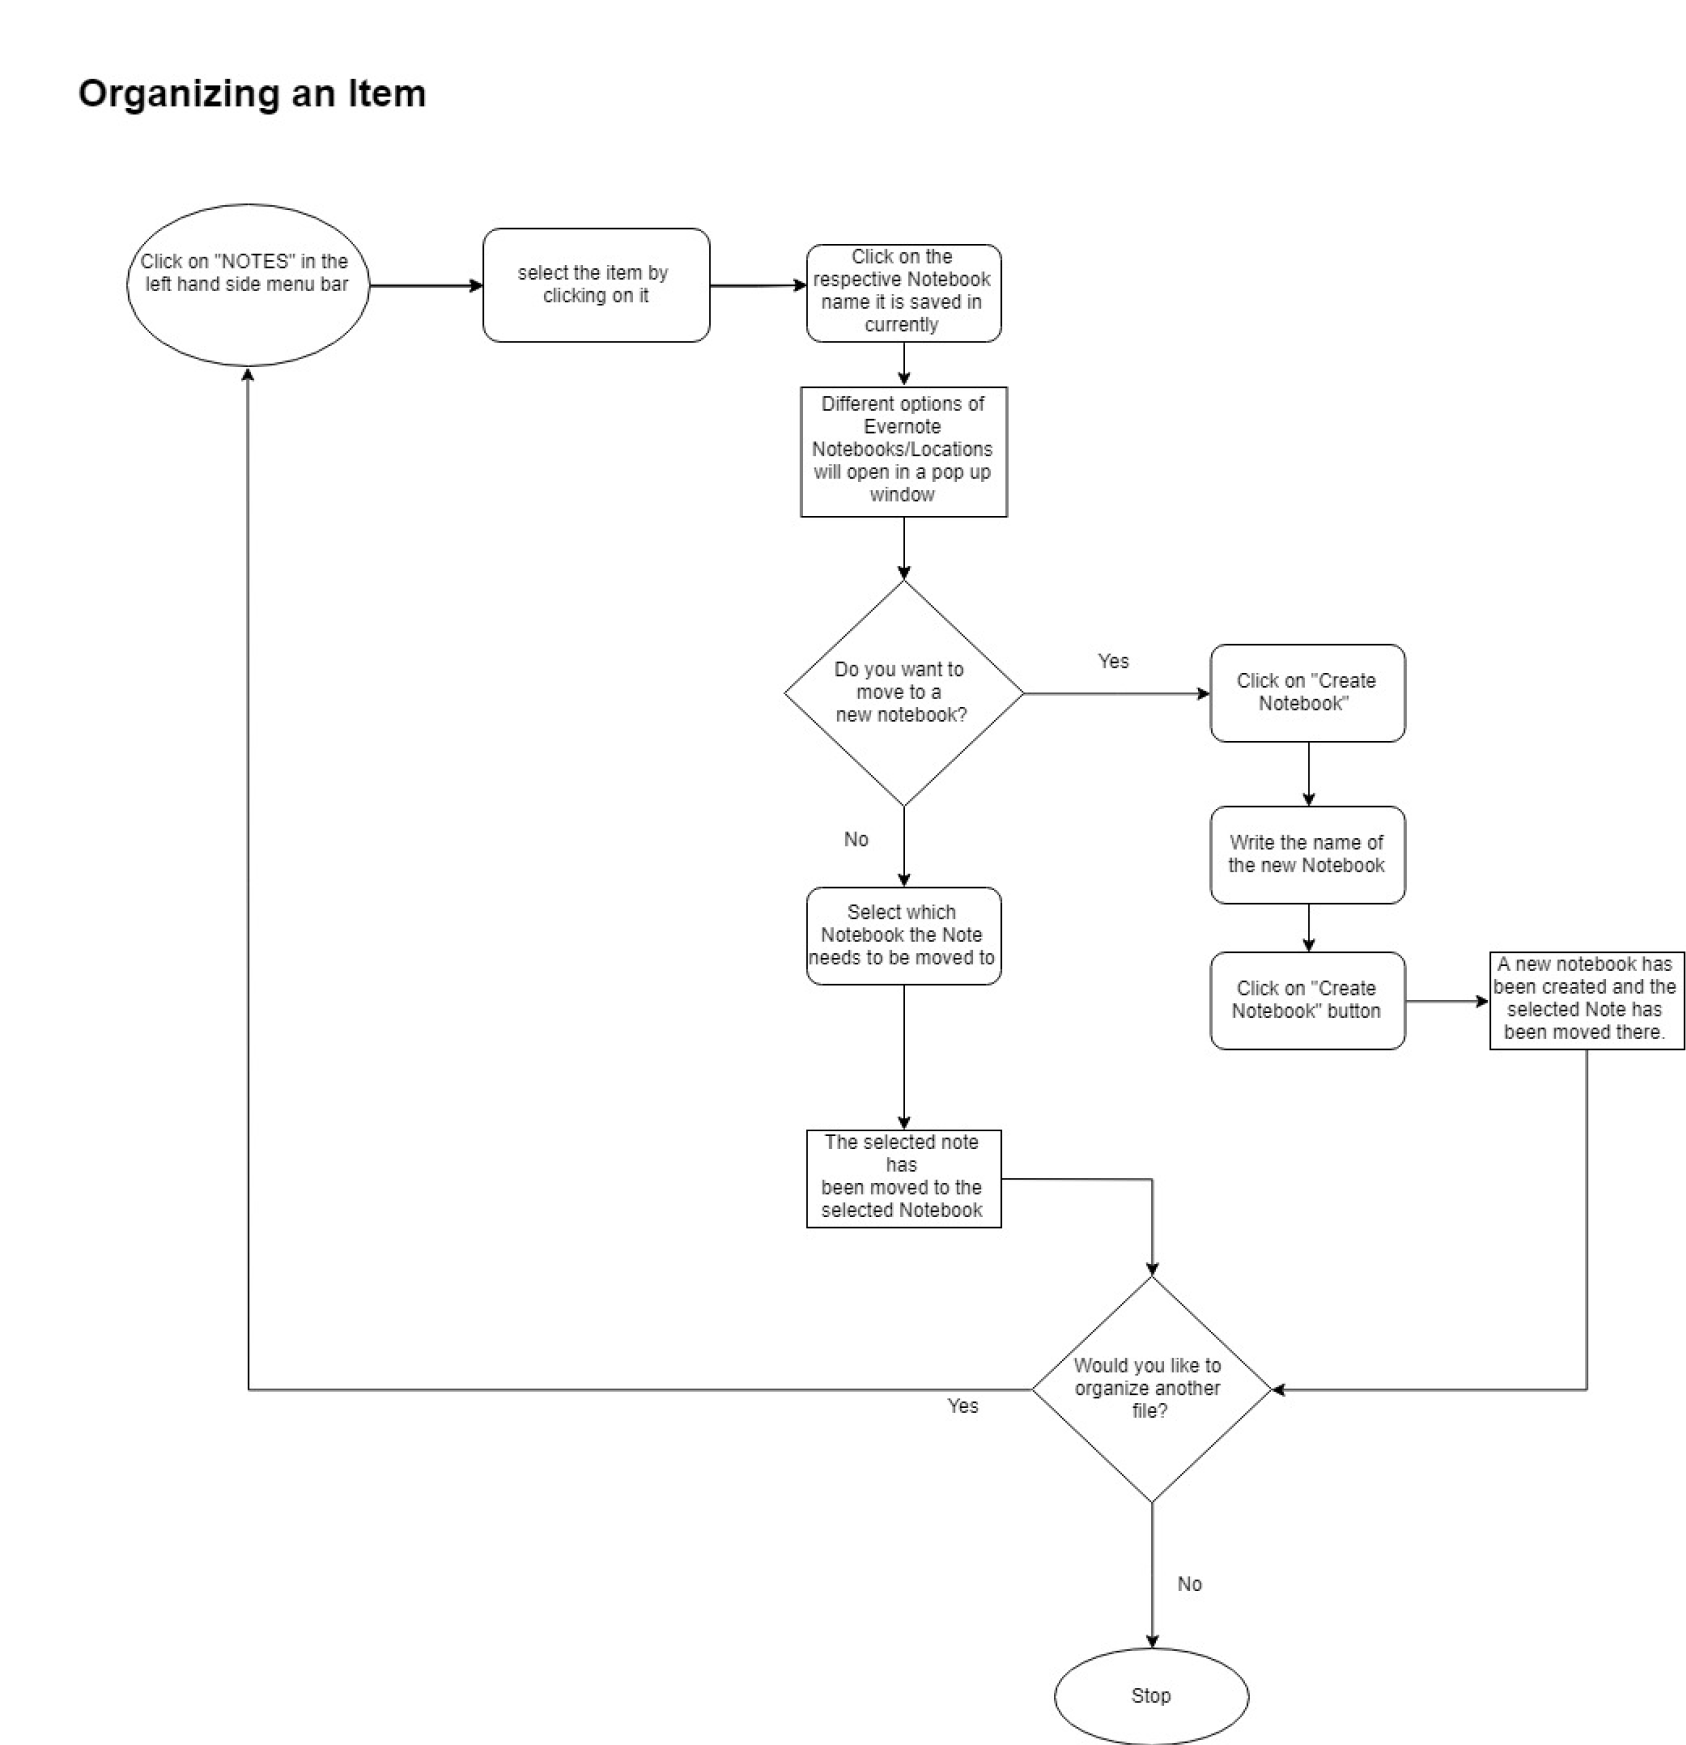 Organizing an Item
Click on "NOTES" in the
left hand side menu bar
select the item by
clicking on it
Click on the
respective Notebook
name it is saved in
currently
Different options of
Evernote
Notebooks/Locations
will open in a pop up
window
Do you want to
move to a
new notebook?
Yes
Click on "Create
Notebook"
No
Write the name of
the new Notebook
Select which
Notebook the Note
needs to be moved to
Click on "Create
Notebook" button
A new notebook has
been created and the
selected Note has
been moved there.
The selected note
has
been moved to the
selected Notebook
Would you like to
organize another
file?
Yes
No
Stop